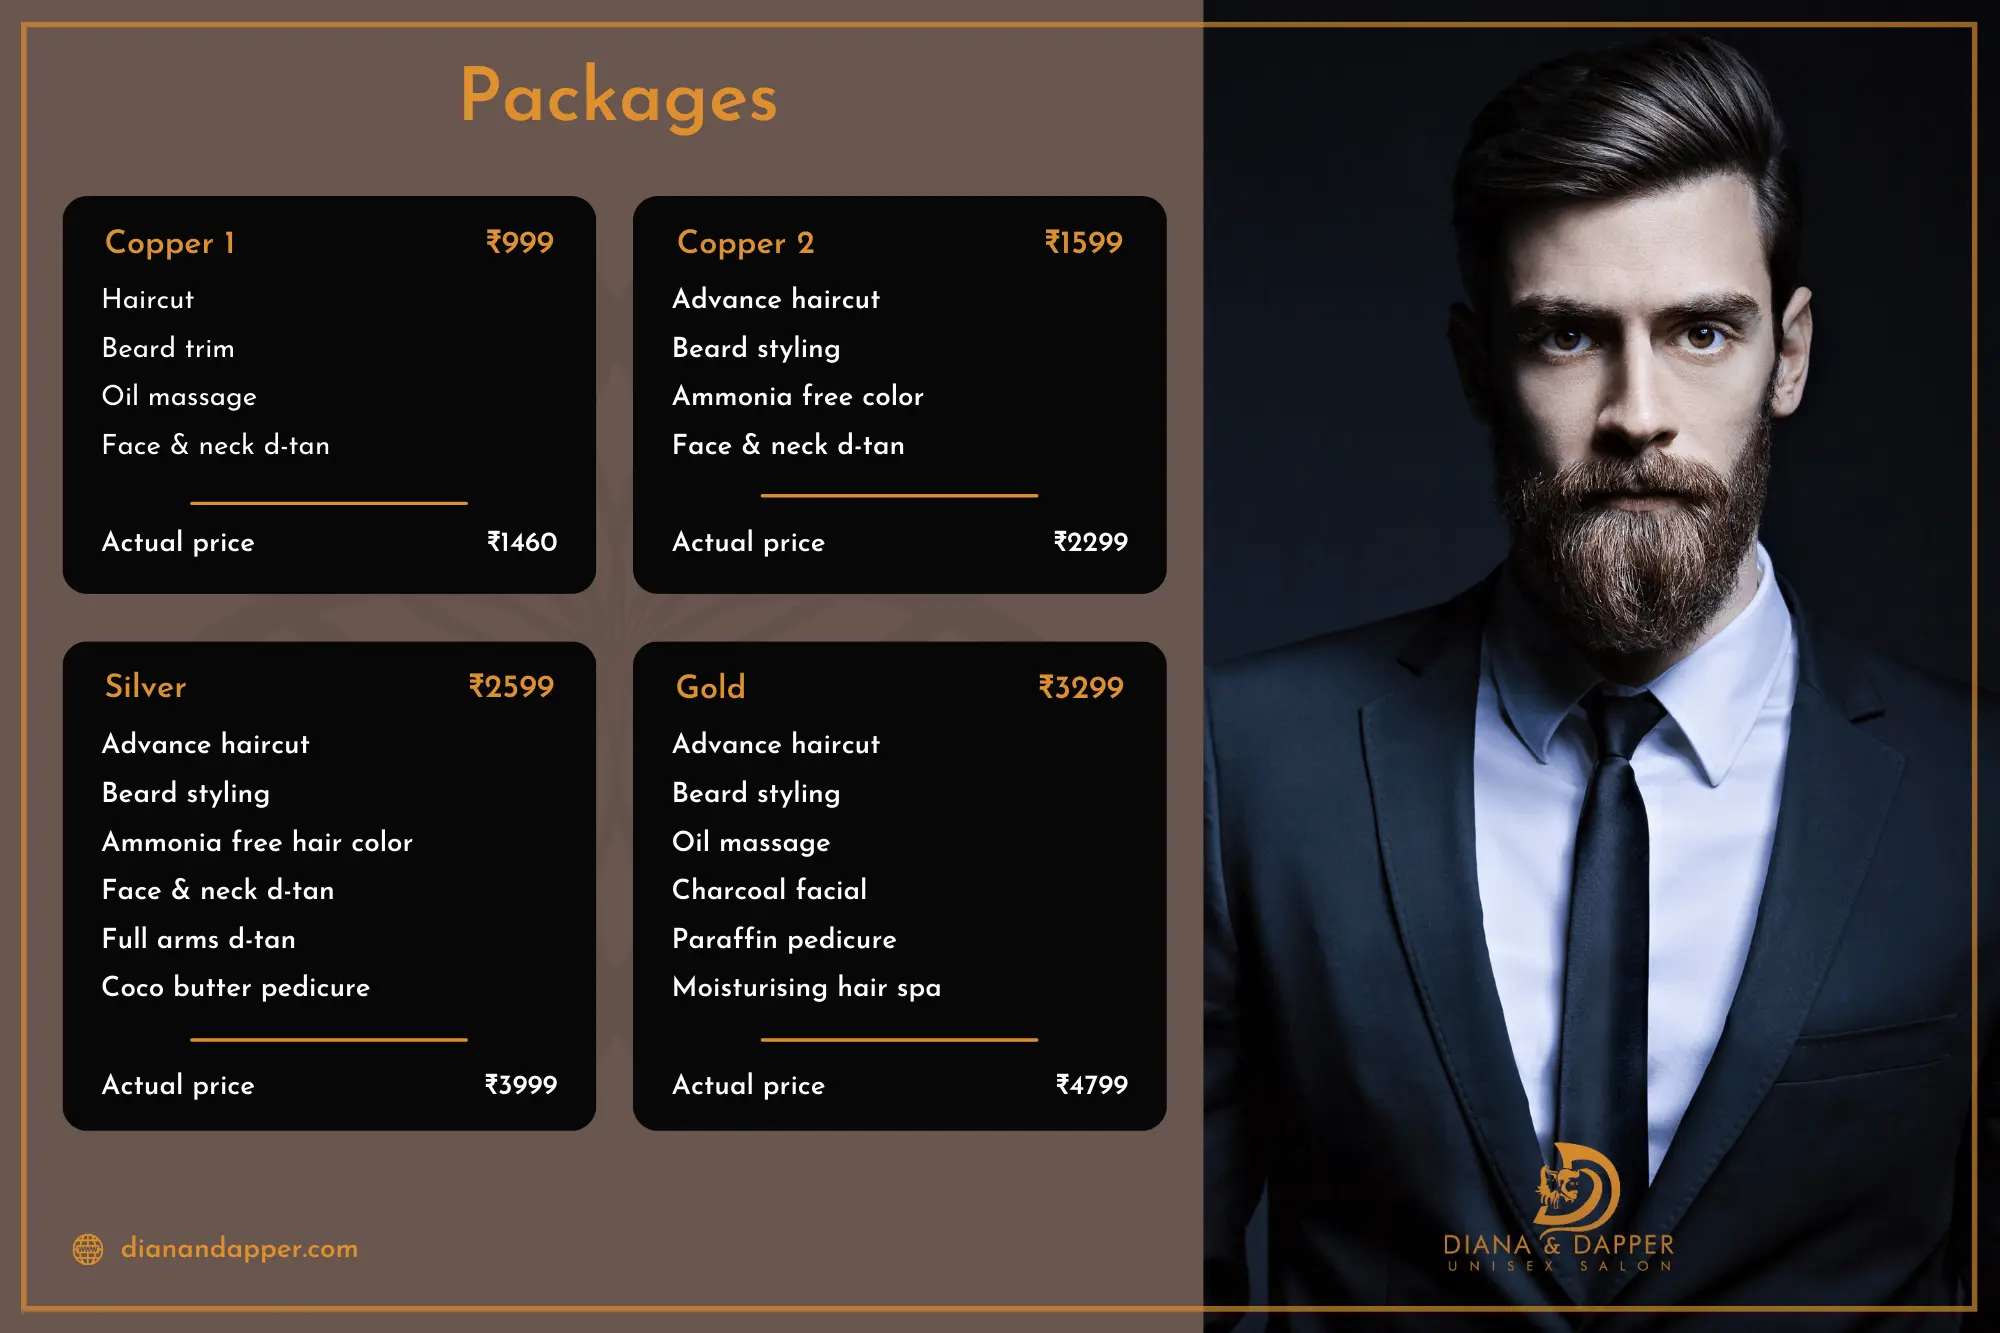 Packages
Copper 1 ₹999
Haircut
Beard trim
Oil massage
Face & neck d-tan
Actual price ₹1460
Copper 2 ₹1599
Advance haircut
Beard styling
Ammonia free color
Face & neck d-tan
Actual price ₹2299
Silver ₹2599
Advance haircut
Beard styling
Ammonia free hair color
Face & neck d-tan
Full arms d-tan
Coco butter pedicure
Actual price ₹3999
Gold ₹3299
Advance haircut
Beard styling
Oil massage
Charcoal facial
Paraffin pedicure
Moisturising hair spa
Actual price ₹4799
dianandapper.com
DIANA & DAPPER
UNISEX SALON